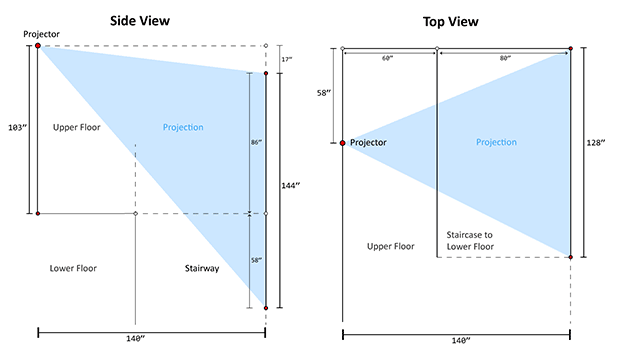 Side View
Projector
17"
103"
Upper Floor
Projection
86"
144"
58"
Lower Floor
Stairway
140"
Top View
60"
80"
58"
Projector
Projection
128"
Upper Floor
Staircase to
Lower Floor
140"